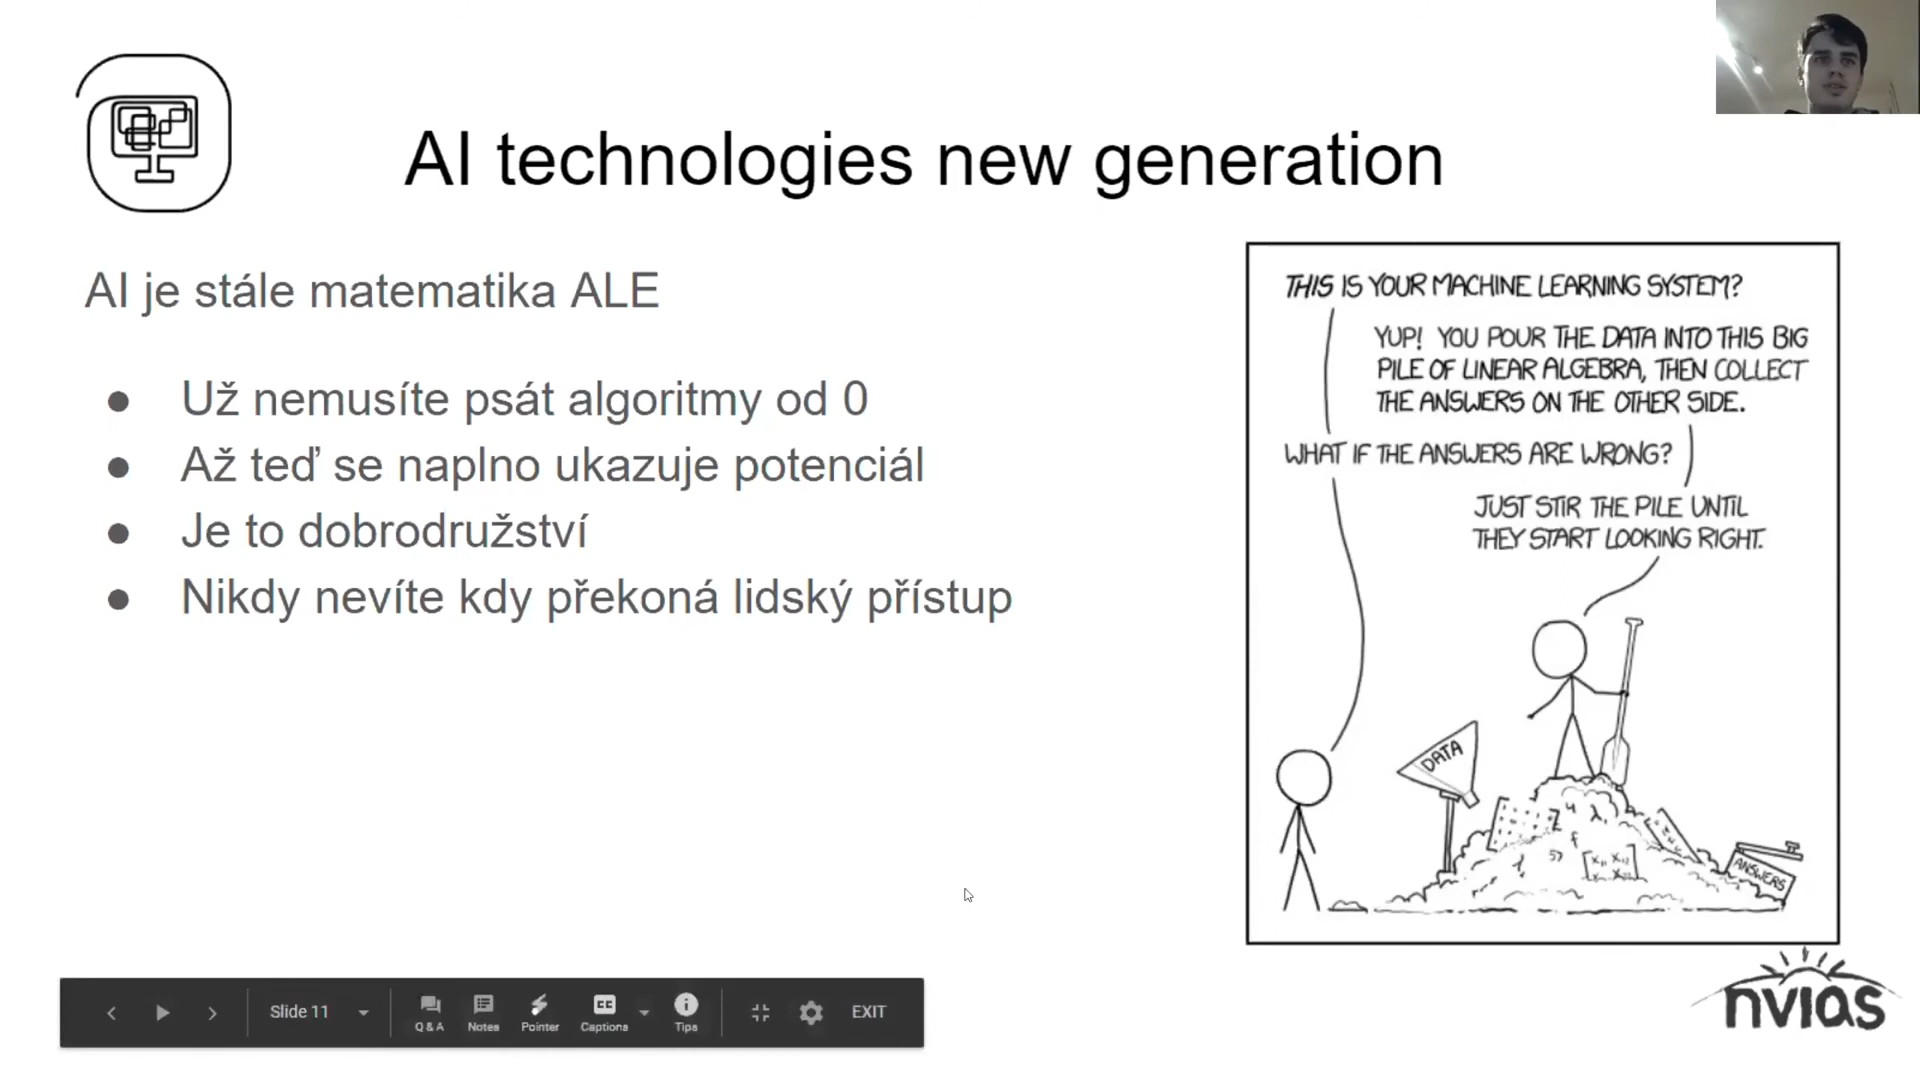 AI technologies new generation
AI je stále matematika ALE
Už nemusíte psát algoritmy od 0
Až teď se naplno ukazuje potenciál
Je to dobrodružství
Nikdy nevíte kdy překoná lidský přístup
THIS IS YOUR MACHINE LEARNING SYSTEM?
YUP! YOU POUR THE DATA INTO THIS BIG
PILE OF LINEAR ALGEBRA, THEN COLLECT
THE ANSWERS ON THE OTHER SIDE.
WHAT IF THE ANSWERS ARE WRONG?
JUST STIR THE PILE UNTIL
THEY START LOOKING RIGHT.
DATA
ANSWERS
nvias
Slide 11
Q & A
Notes
Pointer
CC
Captions
Tips
EXIT